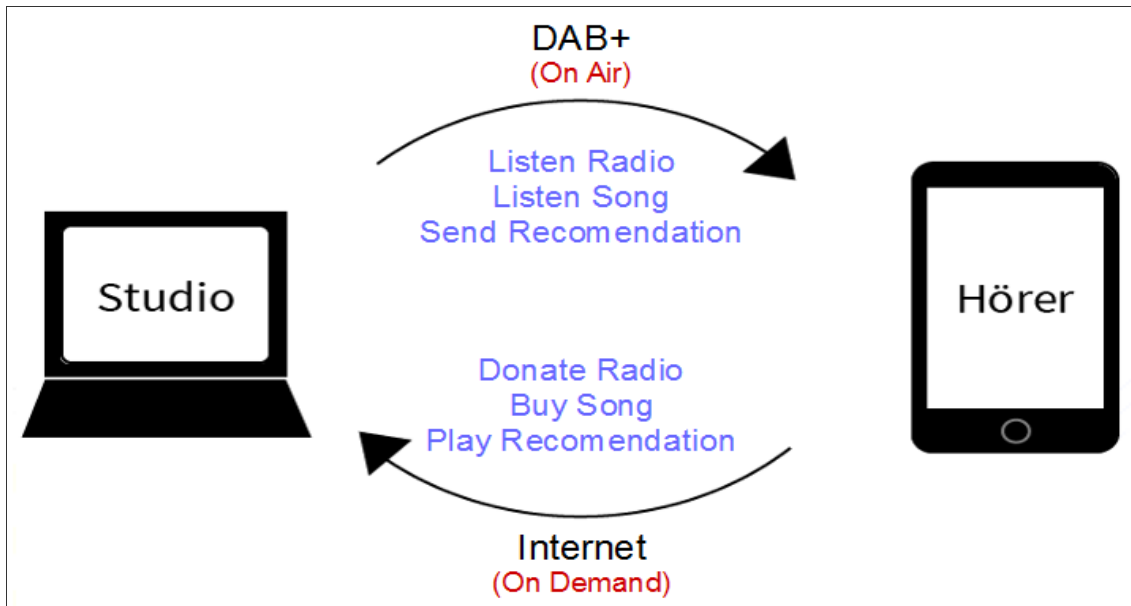 DAB+
(On Air)
Listen Radio
Listen Song
Send Recomendation
Studio
Hörer
Donate Radio
Buy Song
Play Recomendation
Internet
(On Demand)